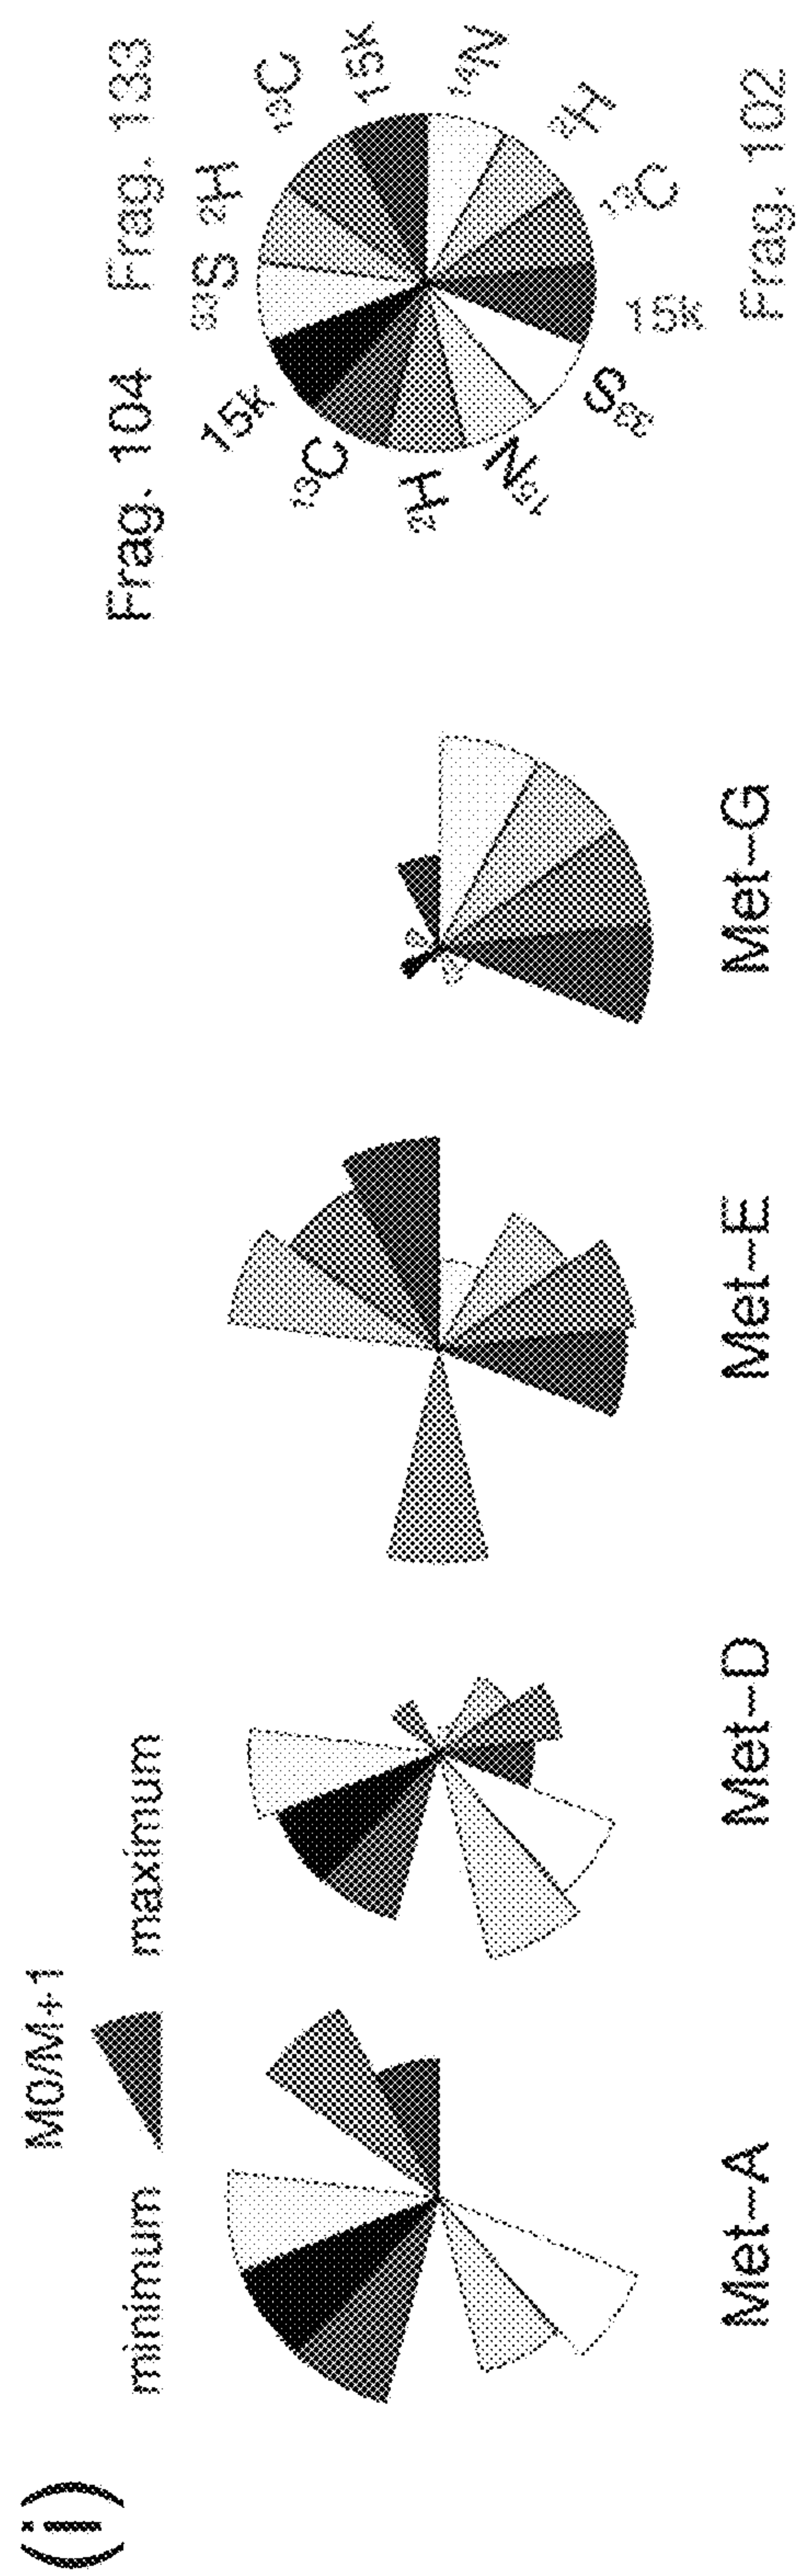 (i)
M0/M+1
minimum maximum
Frag. 104 Frag. 133
15k ³³S ²H
¹³C ¹³C
²H 15k
¹⁵N ¹⁵N
³³S ²H
15k ¹³C
Frag. 102
Met–A Met–D Met–E Met–G